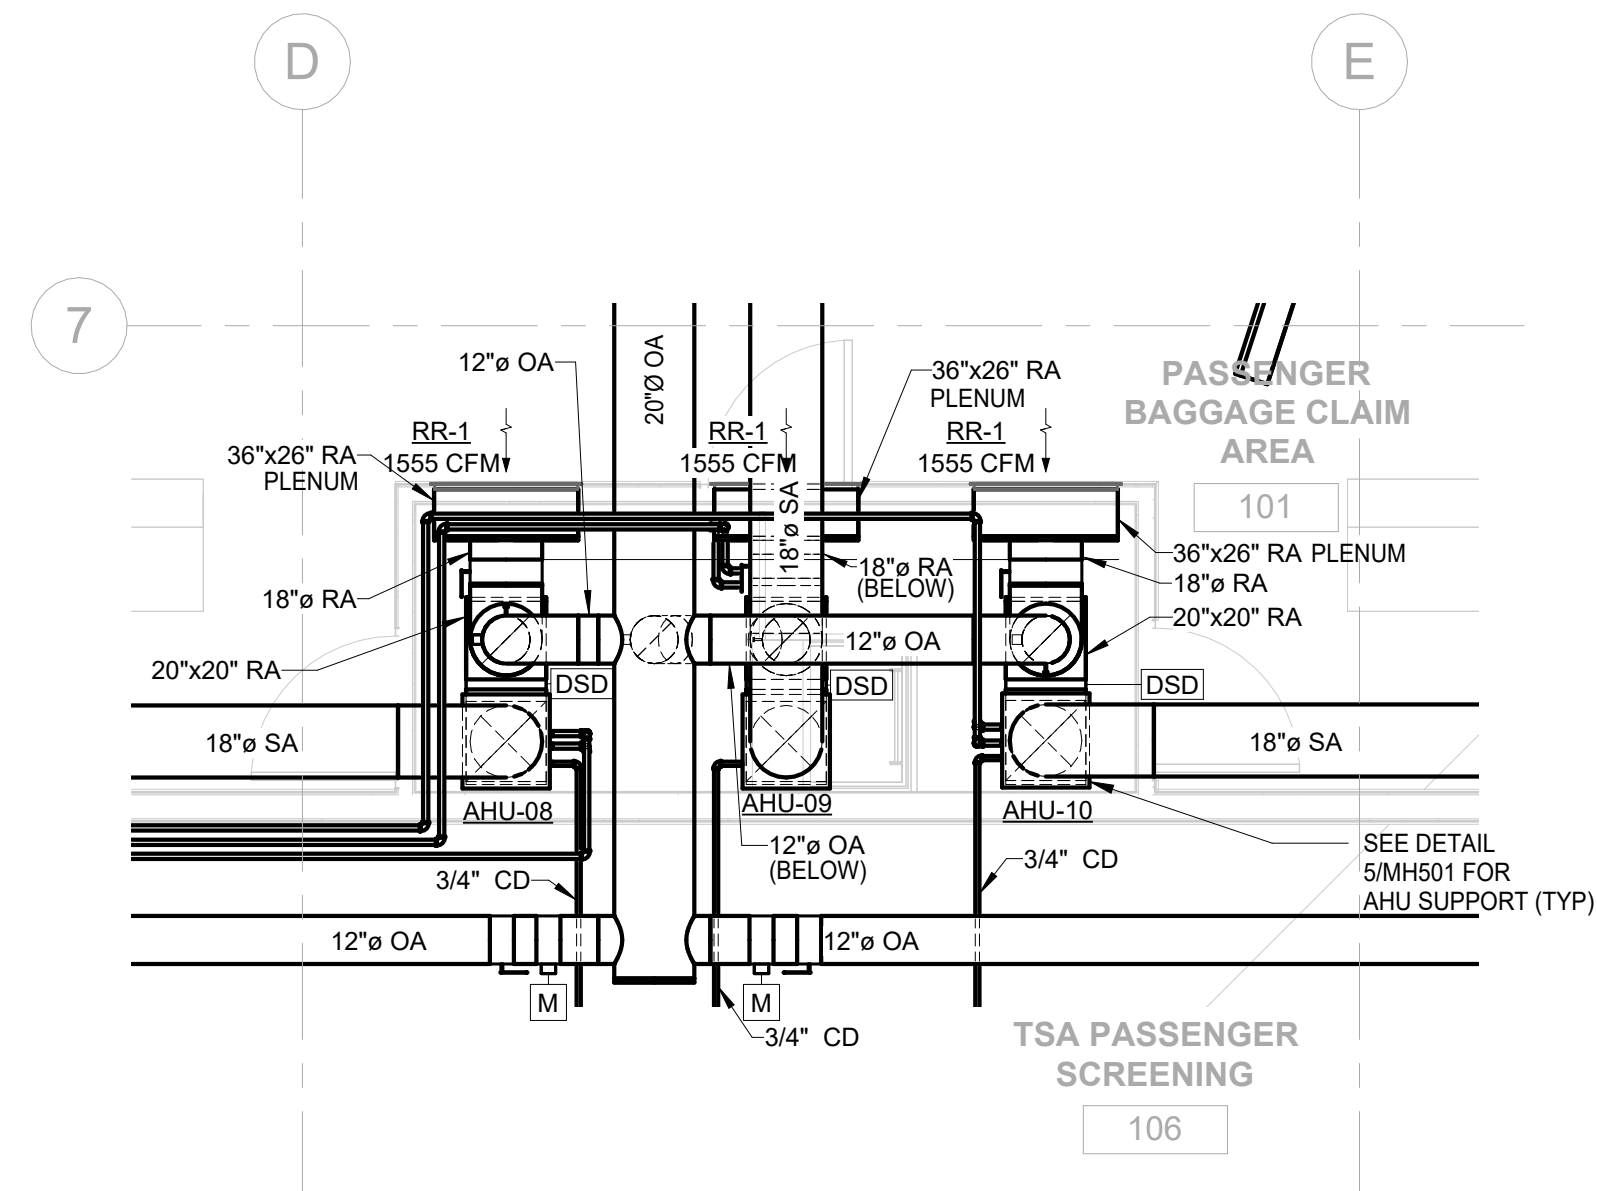 D
E
7
12"ø OA
20"Ø OA
36"x26" RA
PLENUM
PASSENGER
BAGGAGE CLAIM
AREA
101
RR-1
1555 CFM
RR-1
1555 CFM
RR-1
1555 CFM
36"x26" RA
PLENUM
18"ø SA
36"x26" RA PLENUM
18"ø RA
(BELOW)
18"ø RA
18"ø RA
20"x20" RA
12"ø OA
20"x20" RA
DSD
DSD
DSD
18"ø SA
18"ø SA
AHU-08
AHU-09
AHU-10
12"ø OA
(BELOW)
3/4" CD
3/4" CD
SEE DETAIL
5/MH501 FOR
AHU SUPPORT (TYP)
12"ø OA
12"ø OA
M
M
3/4" CD
TSA PASSENGER
SCREENING
106